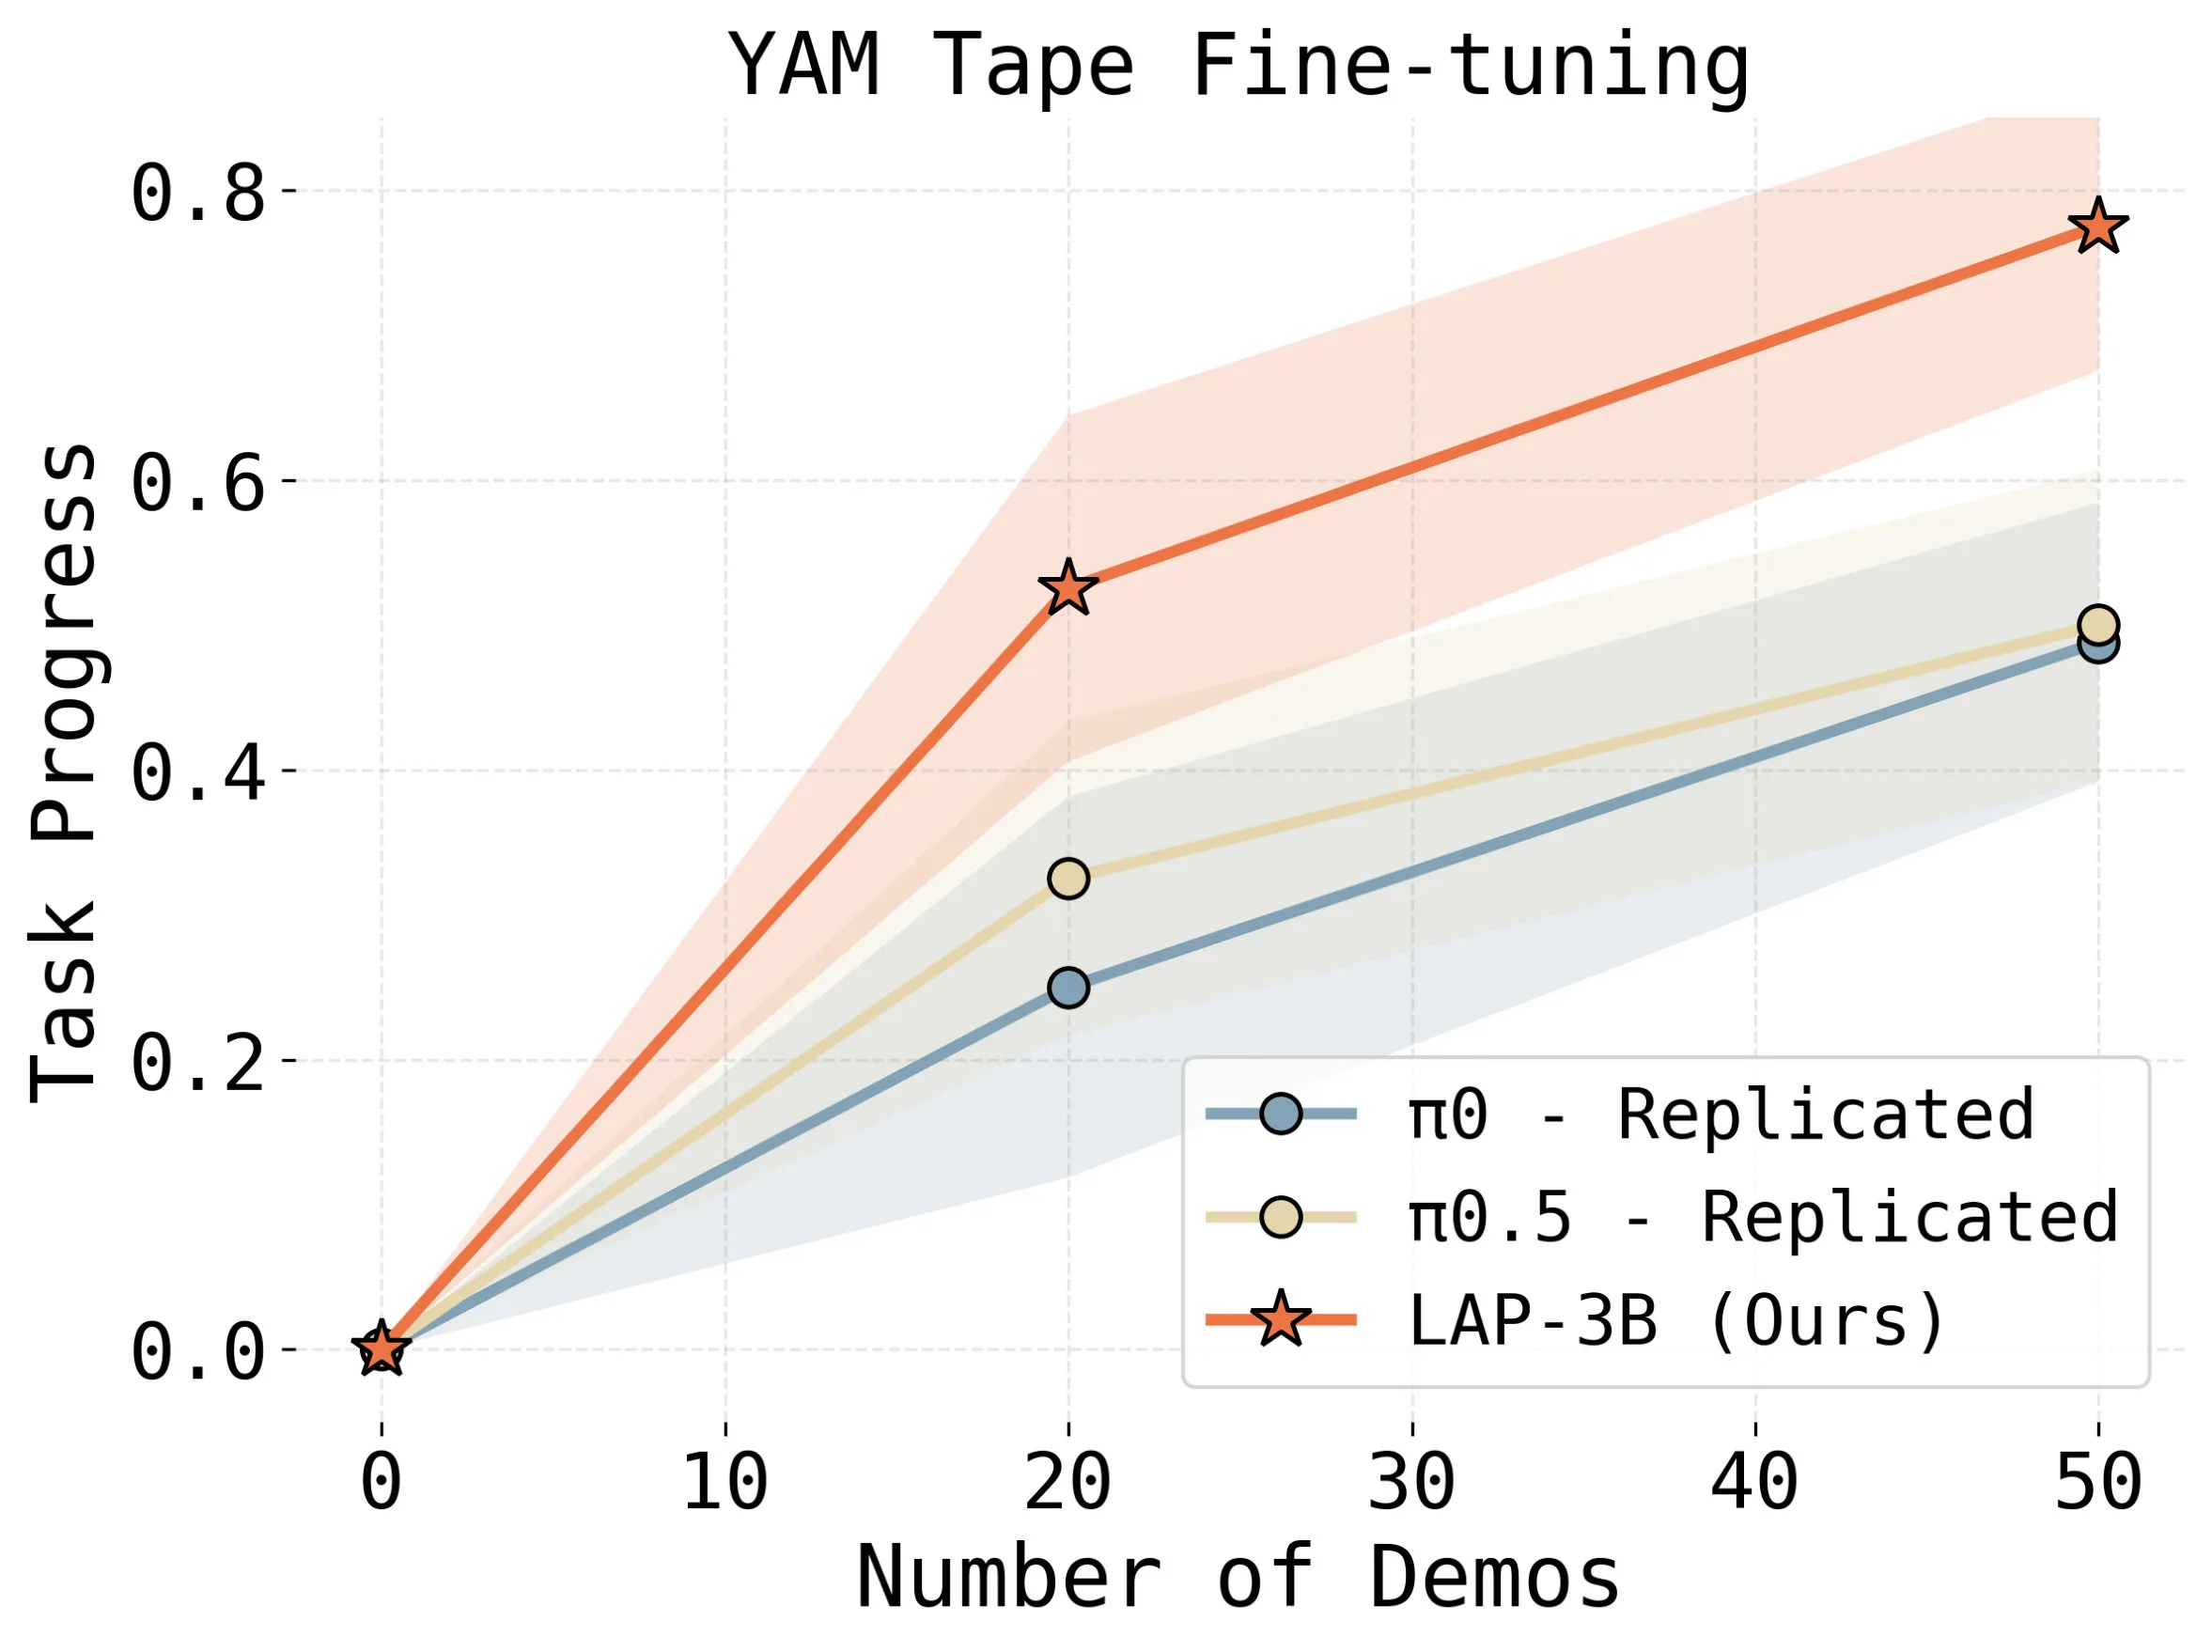 YAM Tape Fine-tuning
Task Progress
0.8
0.6
0.4
0.2
0.0
π0 - Replicated
π0.5 - Replicated
LAP-3B (Ours)
0 10 20 30 40 50
Number of Demos